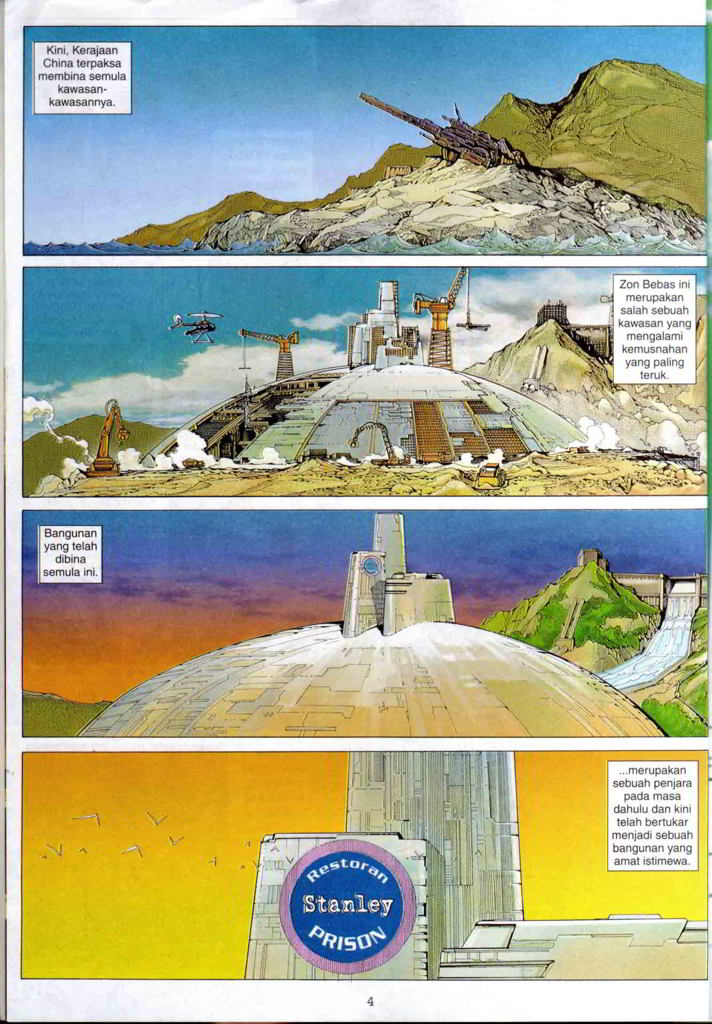 Kini, Kerajaan
China terpaksa
membina semula
kawasan-
kawasannya.
Zon Bebas ini
merupakan
salah sebuah
kawasan yang
mengalami
kemusnahan
yang paling
teruk.
Bangunan
yang telah
dibina
semula ini.
...merupakan
sebuah penjara
pada masa
dahulu dan kini
telah bertukar
menjadi sebuah
bangunan yang
amat istimewa.
Restoran
Stanley
PRISON
4